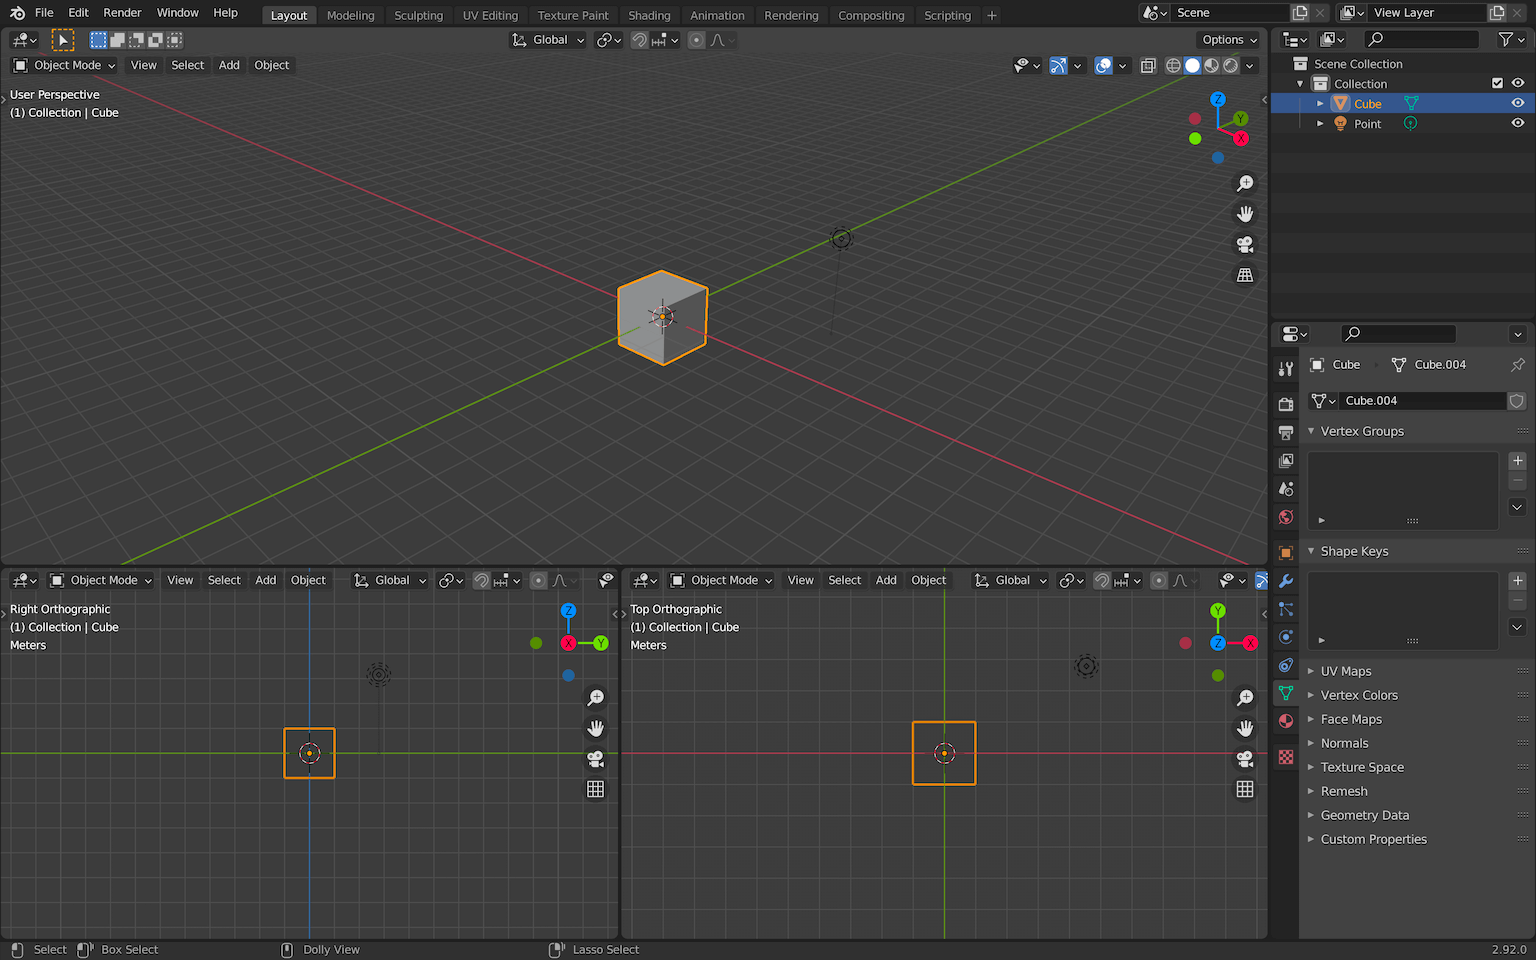 File Edit Render Window Help Layout Modeling Sculpting UV Editing Texture Paint Shading Animation Rendering Compositing Scripting + Scene View Layer
Global Options
Object Mode View Select Add Object
User Perspective
(1) Collection | Cube
Z
Y
X
Scene Collection
Collection
Cube
Point
Cube Cube.004
Cube.004
Vertex Groups
Shape Keys
UV Maps
Vertex Colors
Face Maps
Normals
Texture Space
Remesh
Geometry Data
Custom Properties
Object Mode View Select Add Object Global
Right Orthographic
(1) Collection | Cube
Meters
Z
X Y
Object Mode View Select Add Object Global
Top Orthographic
(1) Collection | Cube
Meters
Y
Z X
Select Box Select Dolly View Lasso Select 2.92.0